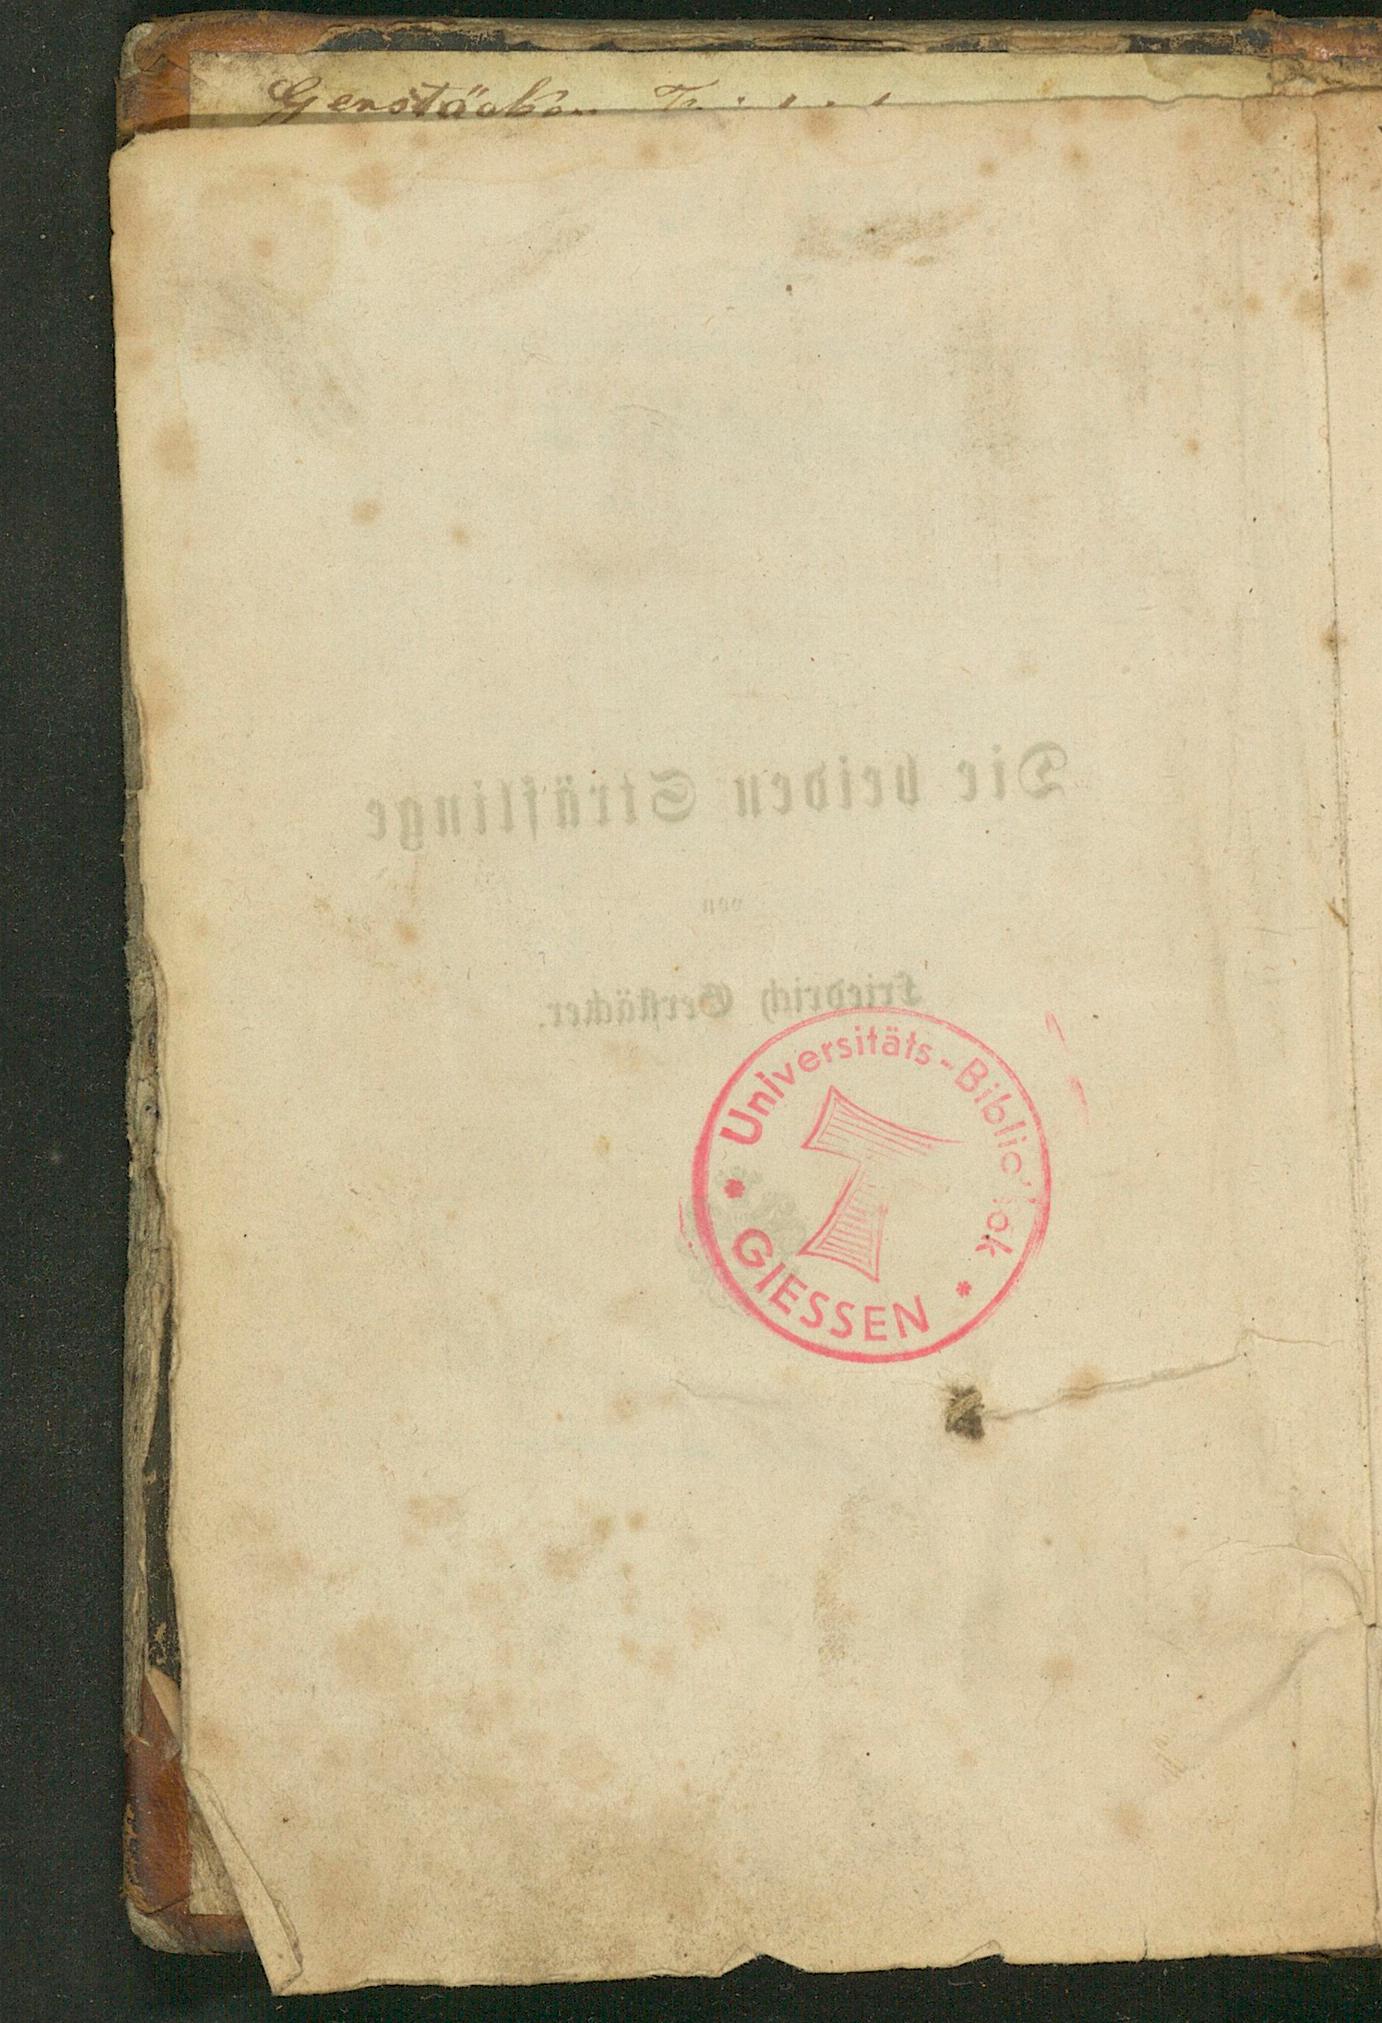 Gerstäcker
Die beiden Sträflinge
von
Friedrich Gerstäcker.
Universitäts-Bibliothek
* GIESSEN *